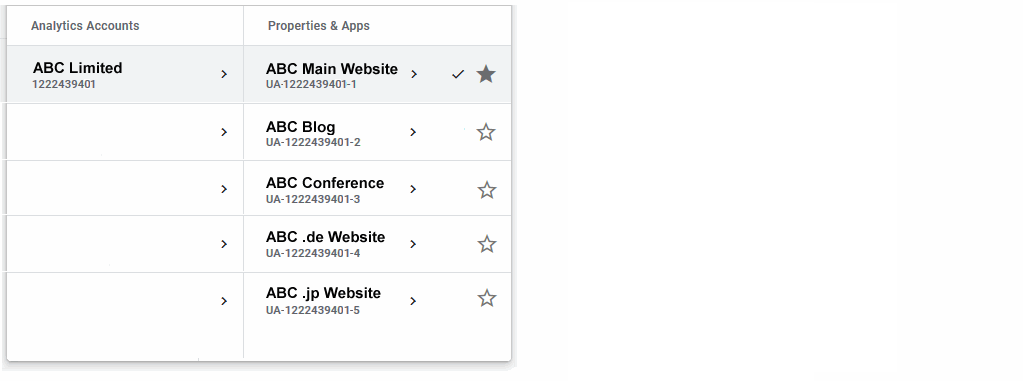 Analytics Accounts
Properties & Apps
ABC Limited
1222439401
ABC Main Website
UA-1222439401-1
ABC Blog
UA-1222439401-2
ABC Conference
UA-1222439401-3
ABC .de Website
UA-1222439401-4
ABC .jp Website
UA-1222439401-5